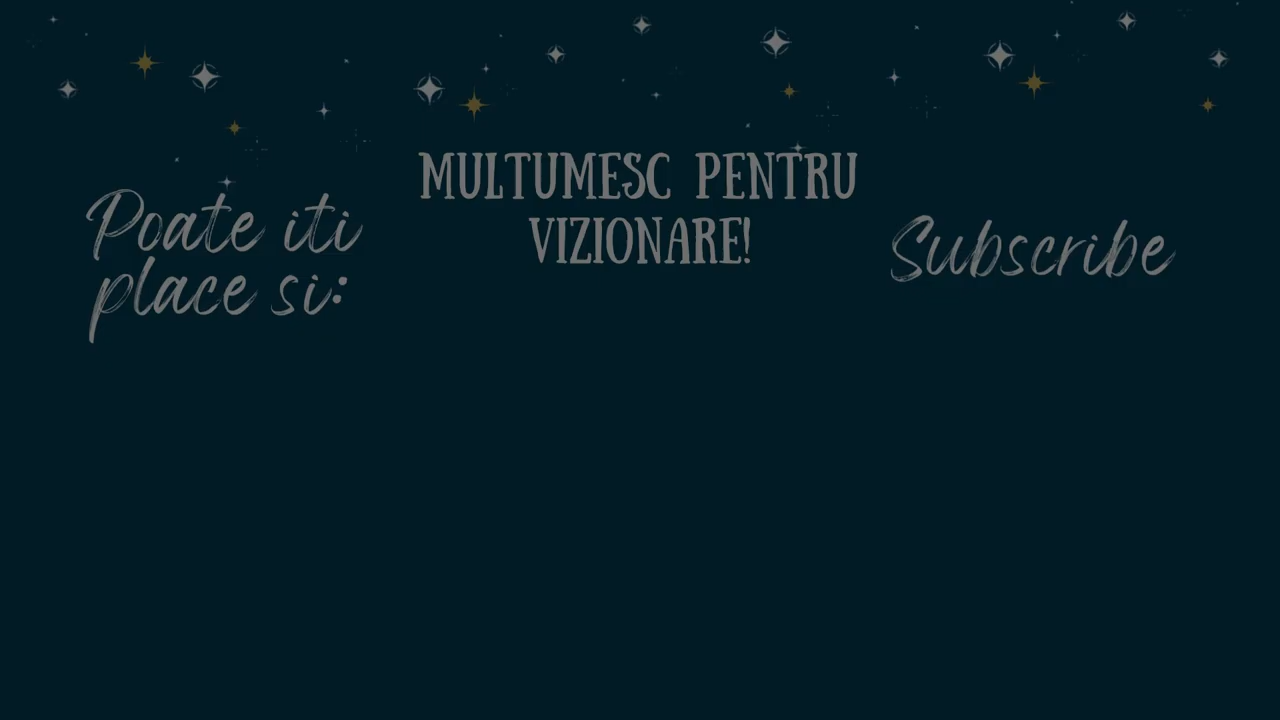 Poate iti
place si:
MULTUMESC PENTRU
VIZIONARE!
Subscribe